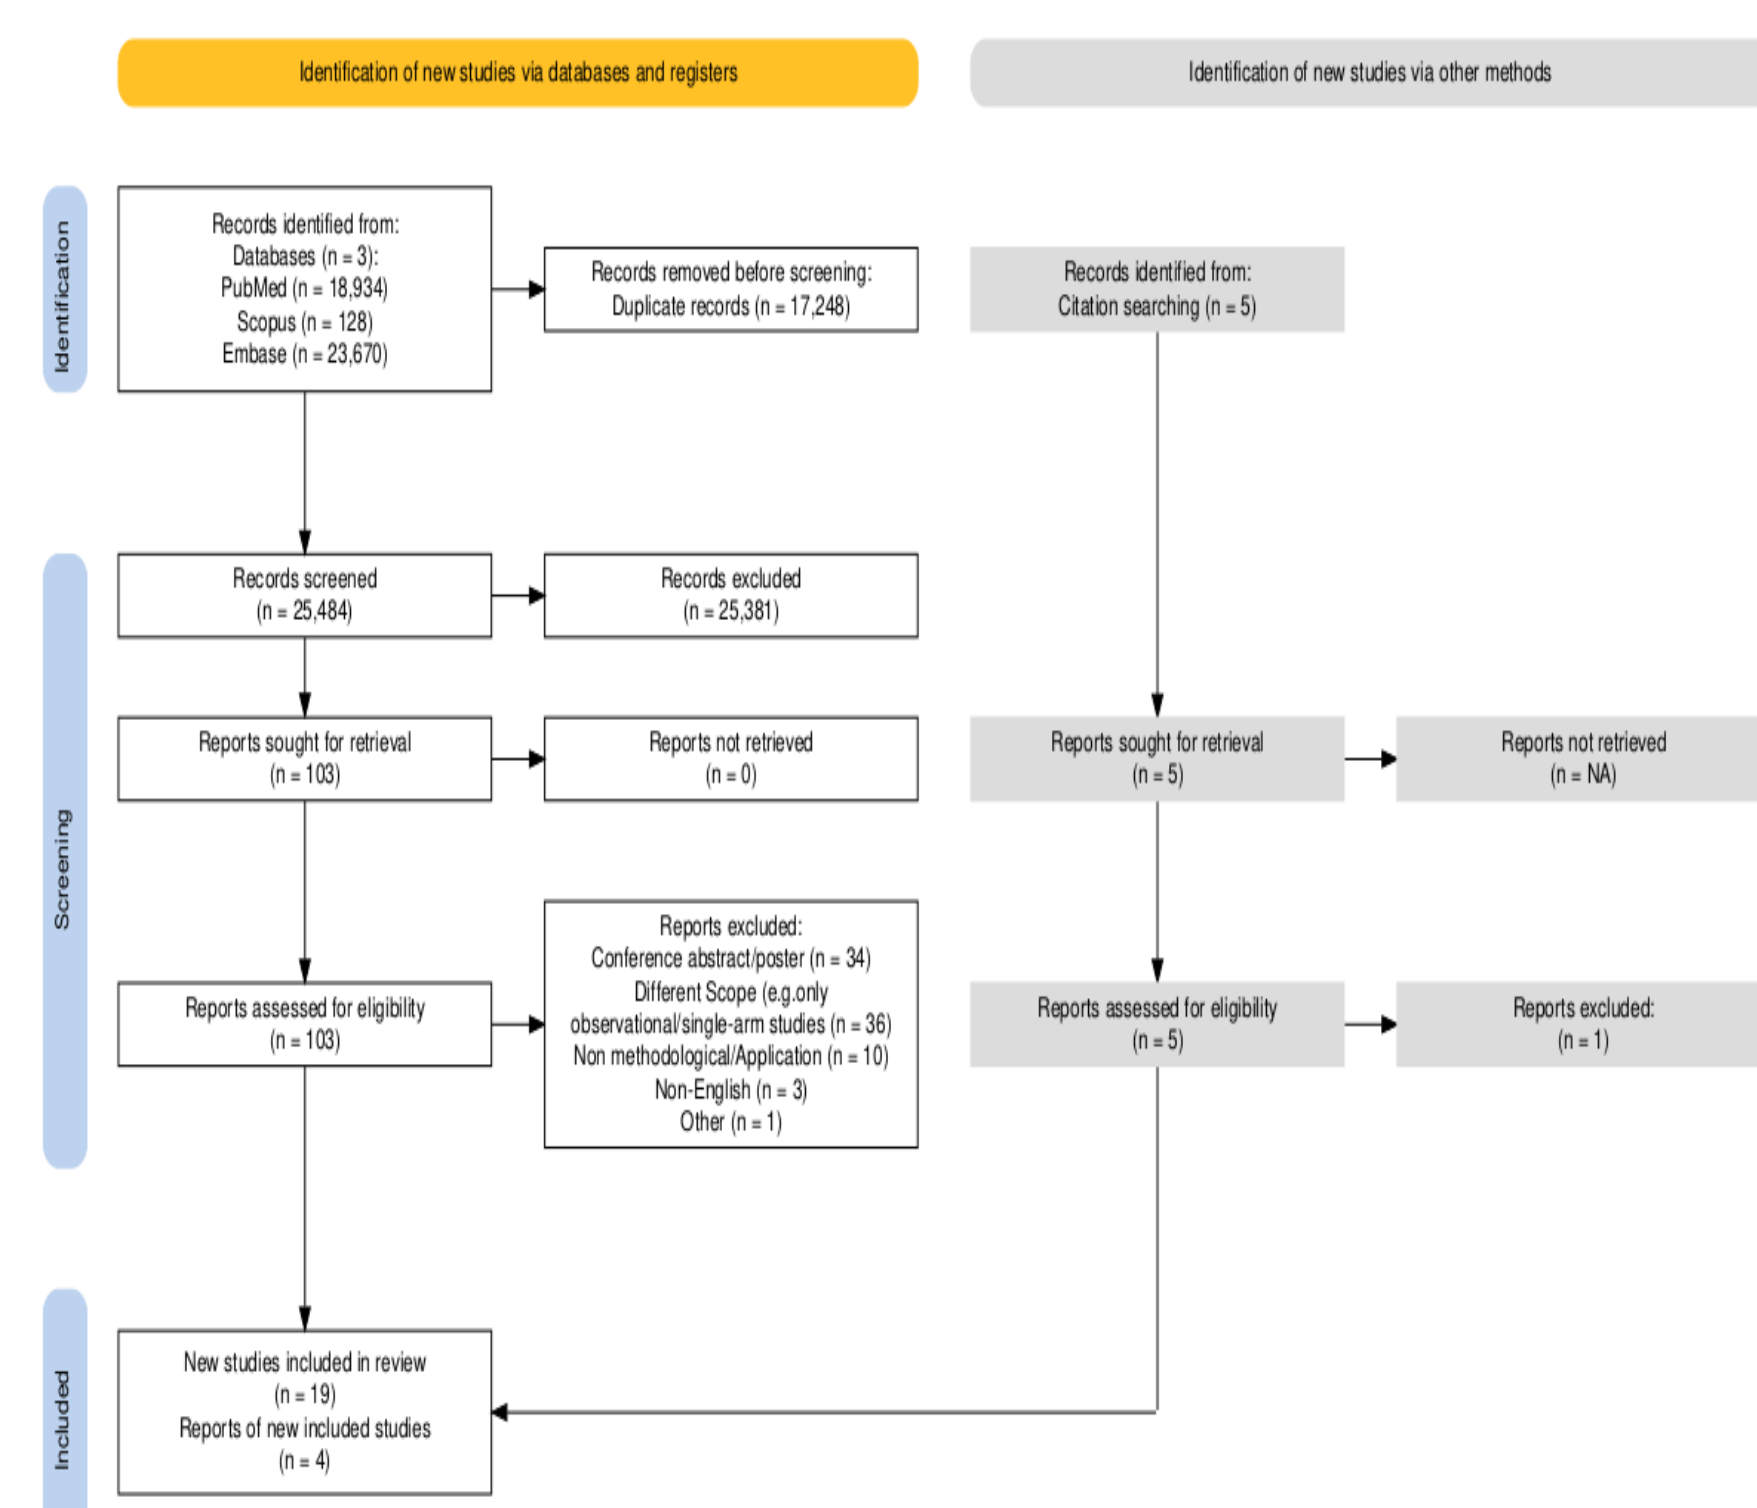 Identification of new studies via databases and registers
Identification of new studies via other methods
Identification
Records identified from:
Databases (n = 3):
PubMed (n = 18,934)
Scopus (n = 128)
Embase (n = 23,670)
Records removed before screening:
Duplicate records (n = 17,248)
Records identified from:
Citation searching (n = 5)
Screening
Records screened
(n = 25,484)
Records excluded
(n = 25,381)
Reports sought for retrieval
(n = 103)
Reports not retrieved
(n = 0)
Reports sought for retrieval
(n = 5)
Reports not retrieved
(n = NA)
Reports assessed for eligibility
(n = 103)
Reports excluded:
Conference abstract/poster (n = 34)
Different Scope (e.g.only
observational/single-arm studies (n = 36)
Non methodological/Application (n = 10)
Non-English (n = 3)
Other (n = 1)
Reports assessed for eligibility
(n = 5)
Reports excluded:
(n = 1)
Included
New studies included in review
(n = 19)
Reports of new included studies
(n = 4)